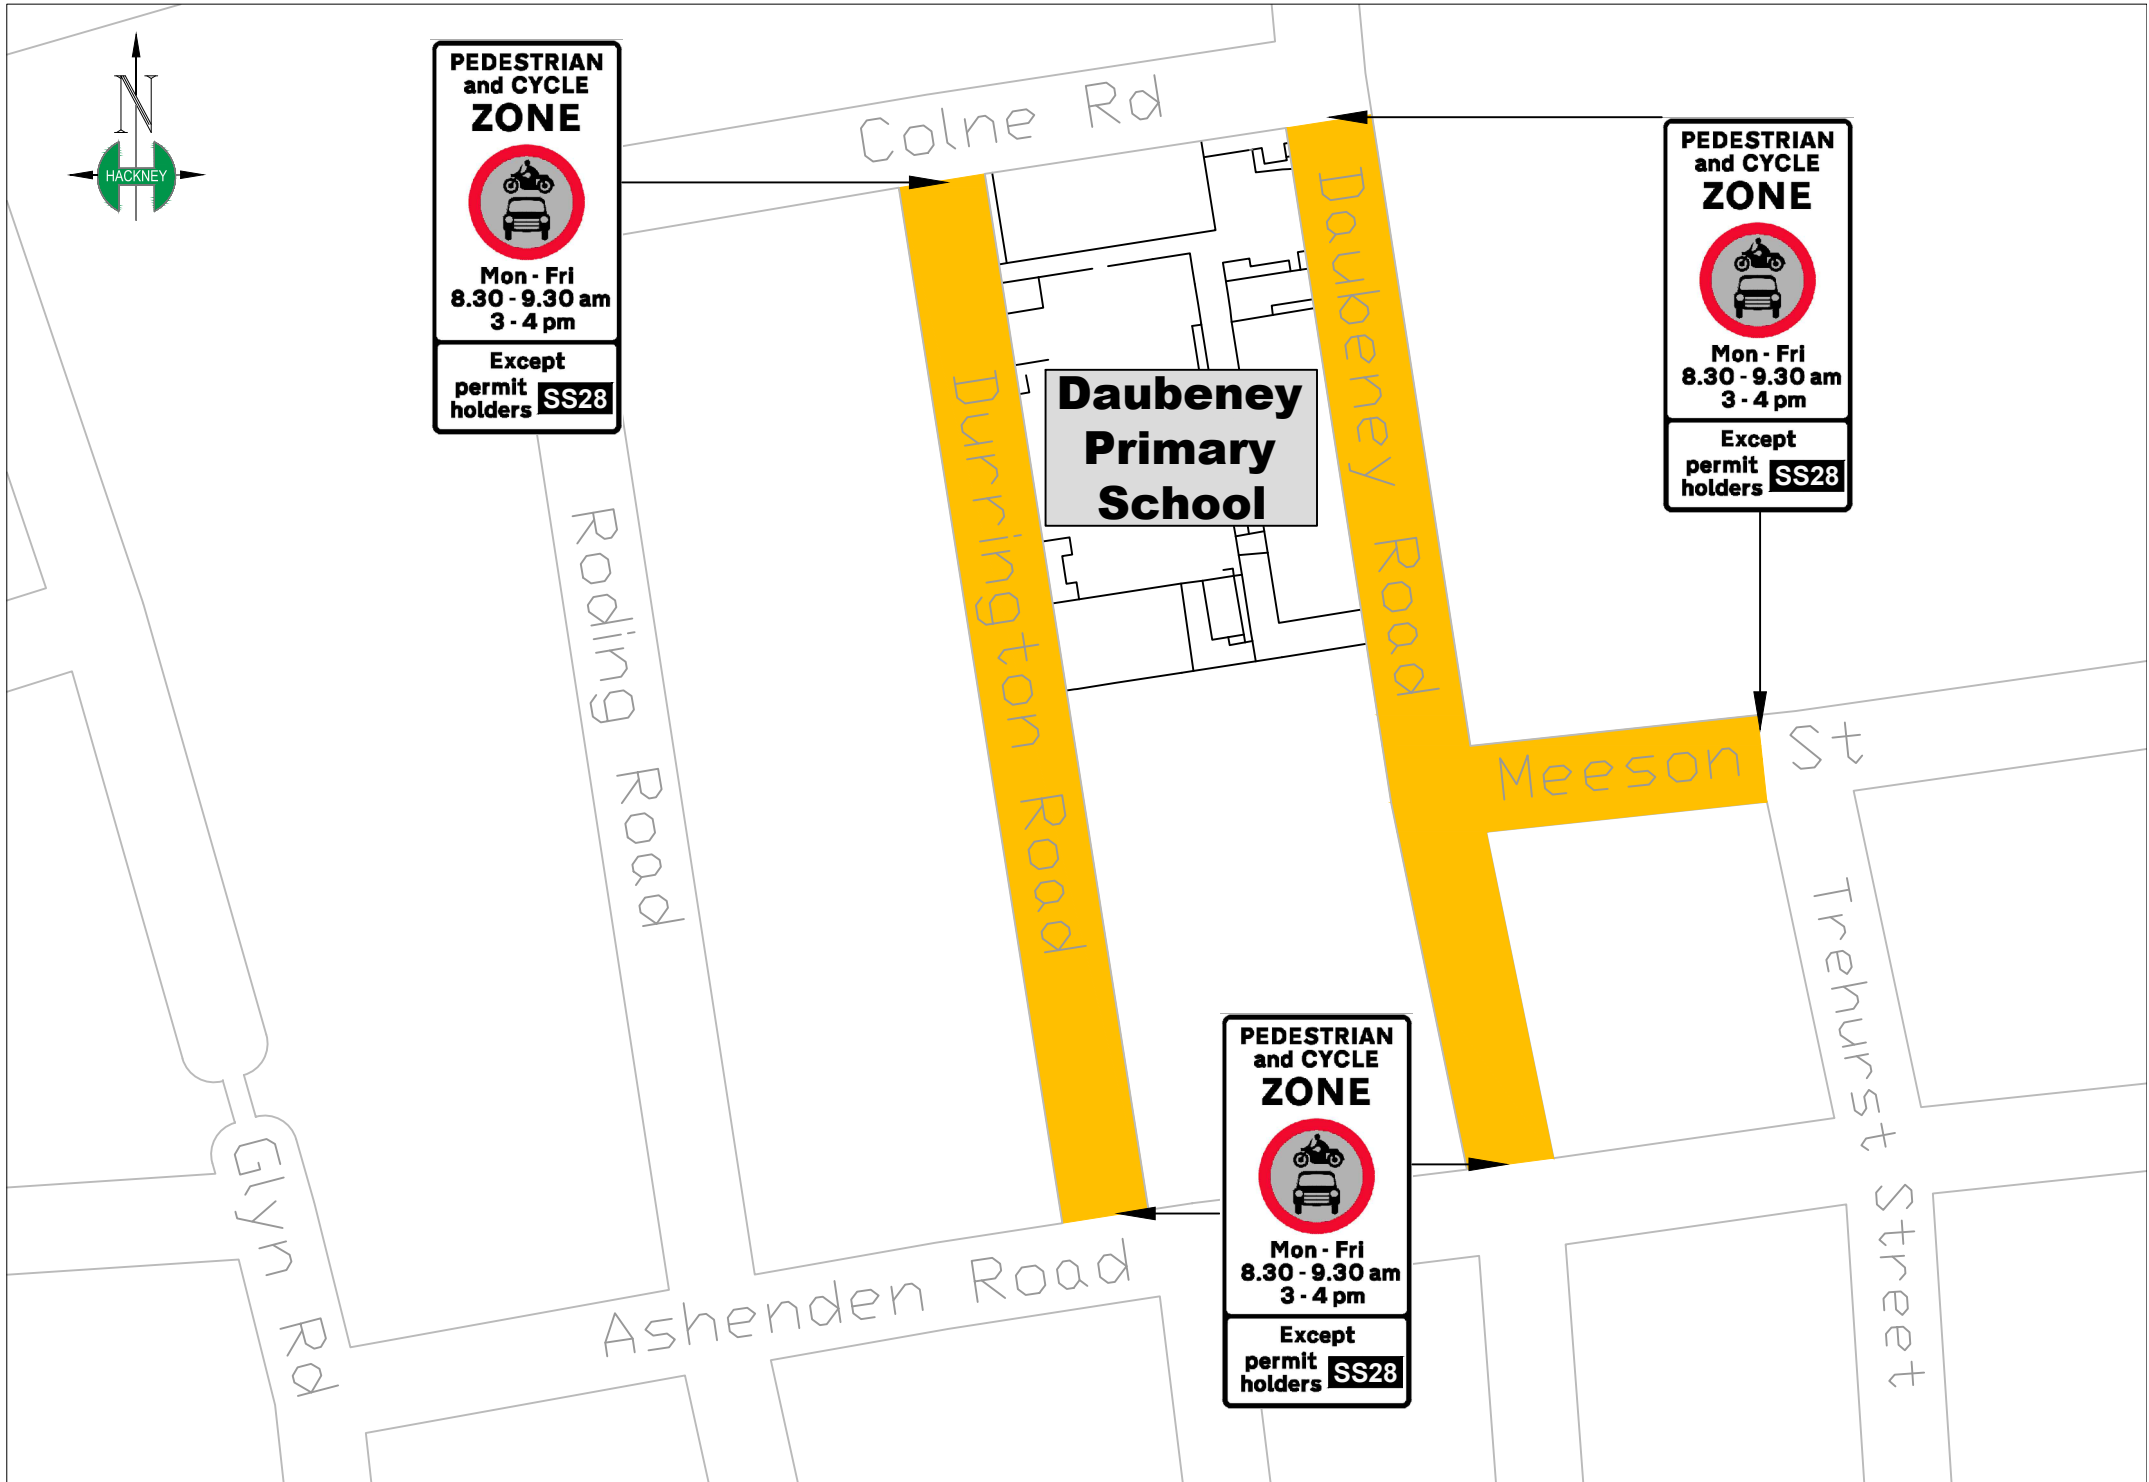 N
HACKNEY
PEDESTRIAN
and CYCLE
ZONE
Mon - Fri
8.30 - 9.30 am
3 - 4 pm
Except
permit
holders SS28
Colne Rd
PEDESTRIAN
and CYCLE
ZONE
Mon - Fri
8.30 - 9.30 am
3 - 4 pm
Except
permit
holders SS28
Daubeney Road
Durrington Road
Daubeney
Primary
School
Roding Road
Meeson St
Trehurst Street
PEDESTRIAN
and CYCLE
ZONE
Mon - Fri
8.30 - 9.30 am
3 - 4 pm
Except
permit
holders SS28
Glyn Rd
Ashenden Road